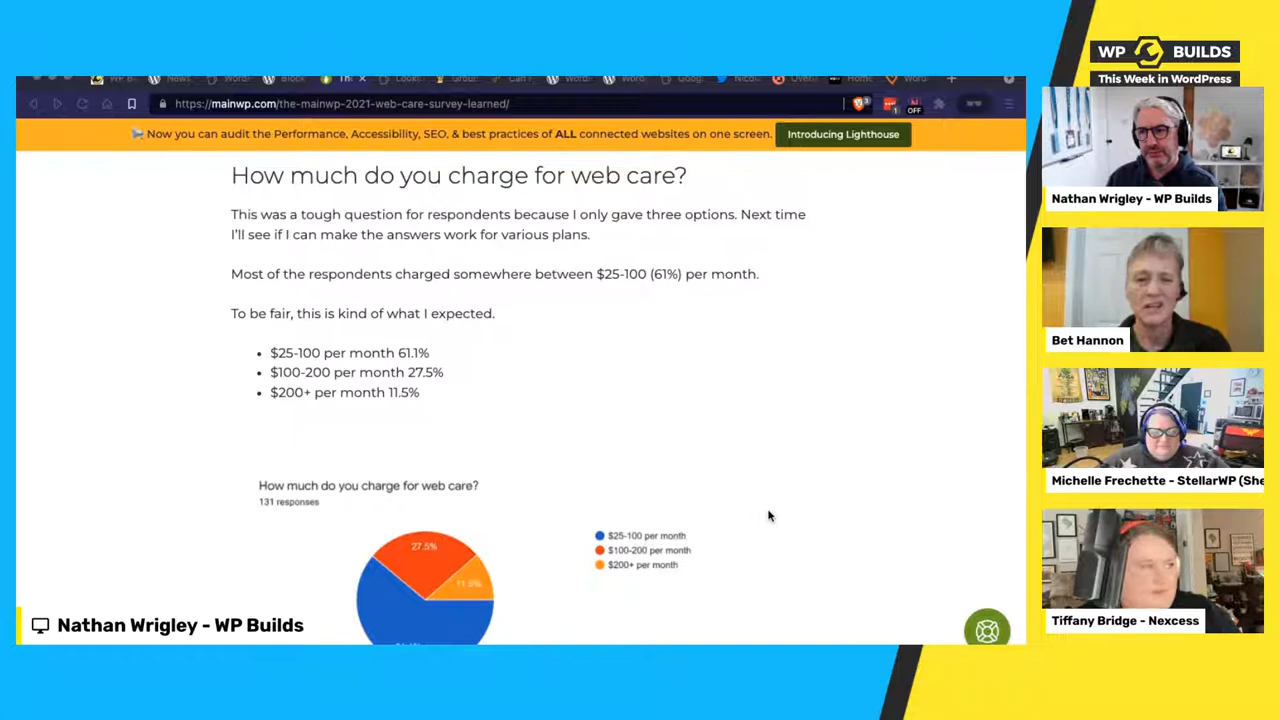 WP BUILDS
This Week in WordPress
https://mainwp.com/the-mainwp-2021-web-care-survey-learned/
OFF
Now you can audit the Performance, Accessibility, SEO, & best practices of ALL connected websites on one screen.
Introducing Lighthouse
How much do you charge for web care?
This was a tough question for respondents because I only gave three options. Next time
I'll see if I can make the answers work for various plans.
Most of the respondents charged somewhere between $25-100 (61%) per month.
To be fair, this is kind of what I expected.
• $25-100 per month 61.1%
• $100-200 per month 27.5%
• $200+ per month 11.5%
How much do you charge for web care?
131 responses
27.5%
11.5%
$25-100 per month
$100-200 per month
$200+ per month
Nathan Wrigley - WP Builds
Nathan Wrigley - WP Builds
Bet Hannon
Michelle Frechette - StellarWP (She
Tiffany Bridge - Nexcess